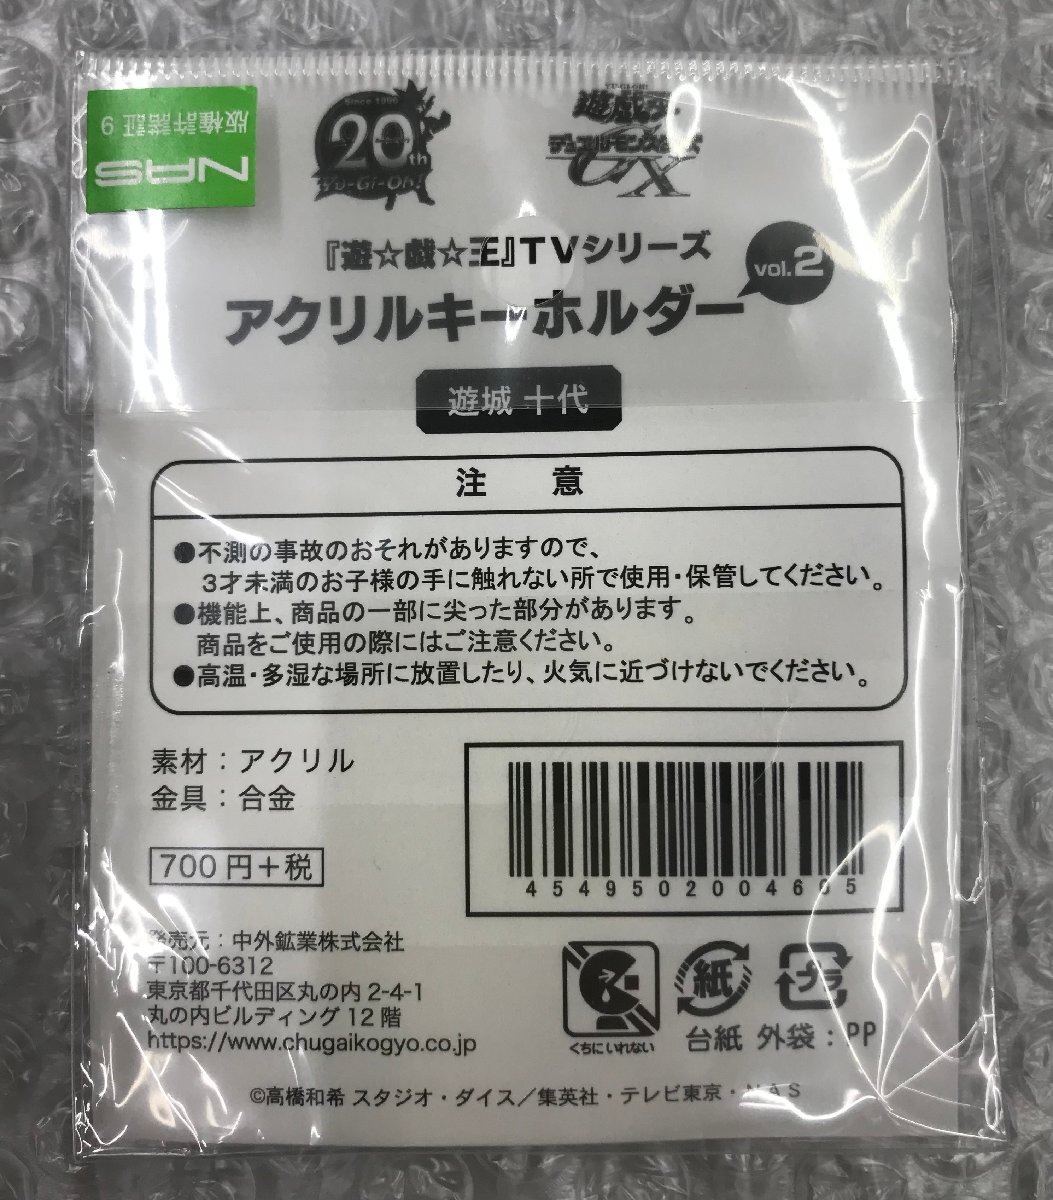 版権許諾証 9
NAS
Since 1996
20th
Yu-Gi-Oh!
YU-GI-OH!
遊戯王
デュエルモンスターズ
GX
『遊☆戯☆王』TVシリーズ
アクリルキーホルダー
vol.2
遊城 十代
注 意
●不測の事故のおそれがありますので、
3才未満のお子様の手に触れない所で使用・保管してください。
●機能上、商品の一部に尖った部分があります。
商品をご使用の際にはご注意ください。
●高温・多湿な場所に放置したり、火気に近づけないでください。
素材：アクリル
金具：合金
700円+税
4549502004695
発売元：中外鉱業株式会社
〒100-6312
東京都千代田区丸の内2-4-1
丸の内ビルディング12階
https://www.chugaikogyo.co.jp
くちにいれない
紙
台紙
プラ
外袋：PP
©高橋和希 スタジオ・ダイス／集英社・テレビ東京・NAS